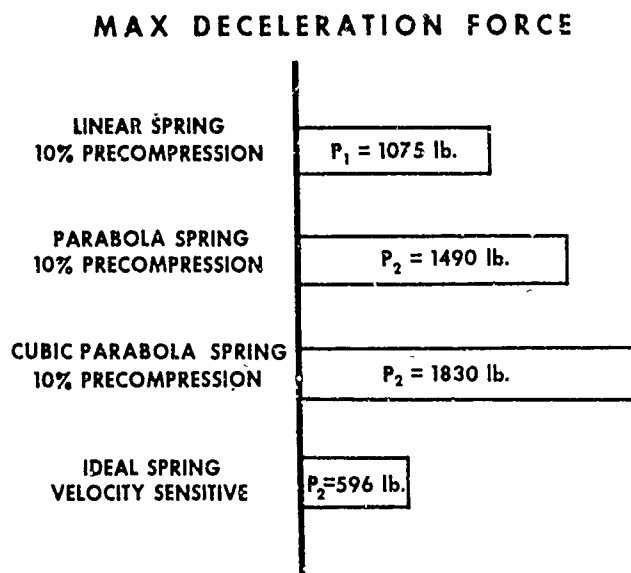 MAX DECELERATION FORCE
LINEAR SPRING
10% PRECOMPRESSION
P₁ = 1075 lb.
PARABOLA SPRING
10% PRECOMPRESSION
P₂ = 1490 lb.
CUBIC PARABOLA SPRING
10% PRECOMPRESSION
P₂ = 1830 lb.
IDEAL SPRING
VELOCITY SENSITIVE
P₂=596 lb.